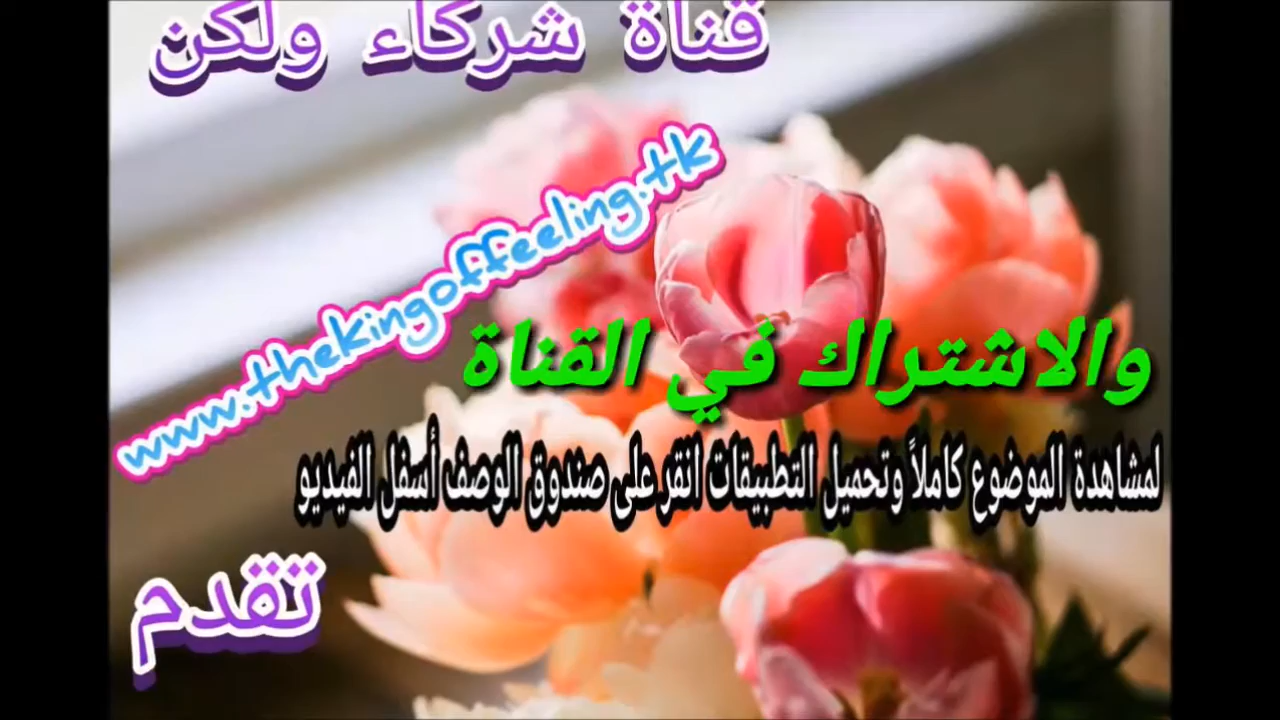 قناة شركاء ولكن
www.thekingoffeeling.tk
والاشتراك في القناة
لمشاهدة الموضوع كاملاً وتحميل التطبيقات انقر على صندوق الوصف أسفل الفيديو
تقدم